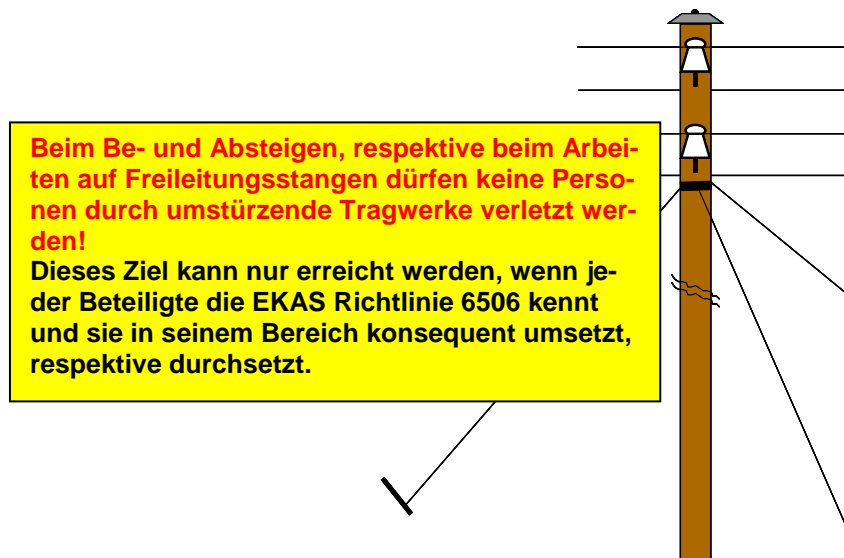 Beim Be- und Absteigen, respektive beim Arbei-
ten auf Freileitungsstangen dürfen keine Perso-
nen durch umstürzende Tragwerke verletzt wer-
den!
Dieses Ziel kann nur erreicht werden, wenn je-
der Beteiligte die EKAS Richtlinie 6506 kennt
und sie in seinem Bereich konsequent umsetzt,
respektive durchsetzt.